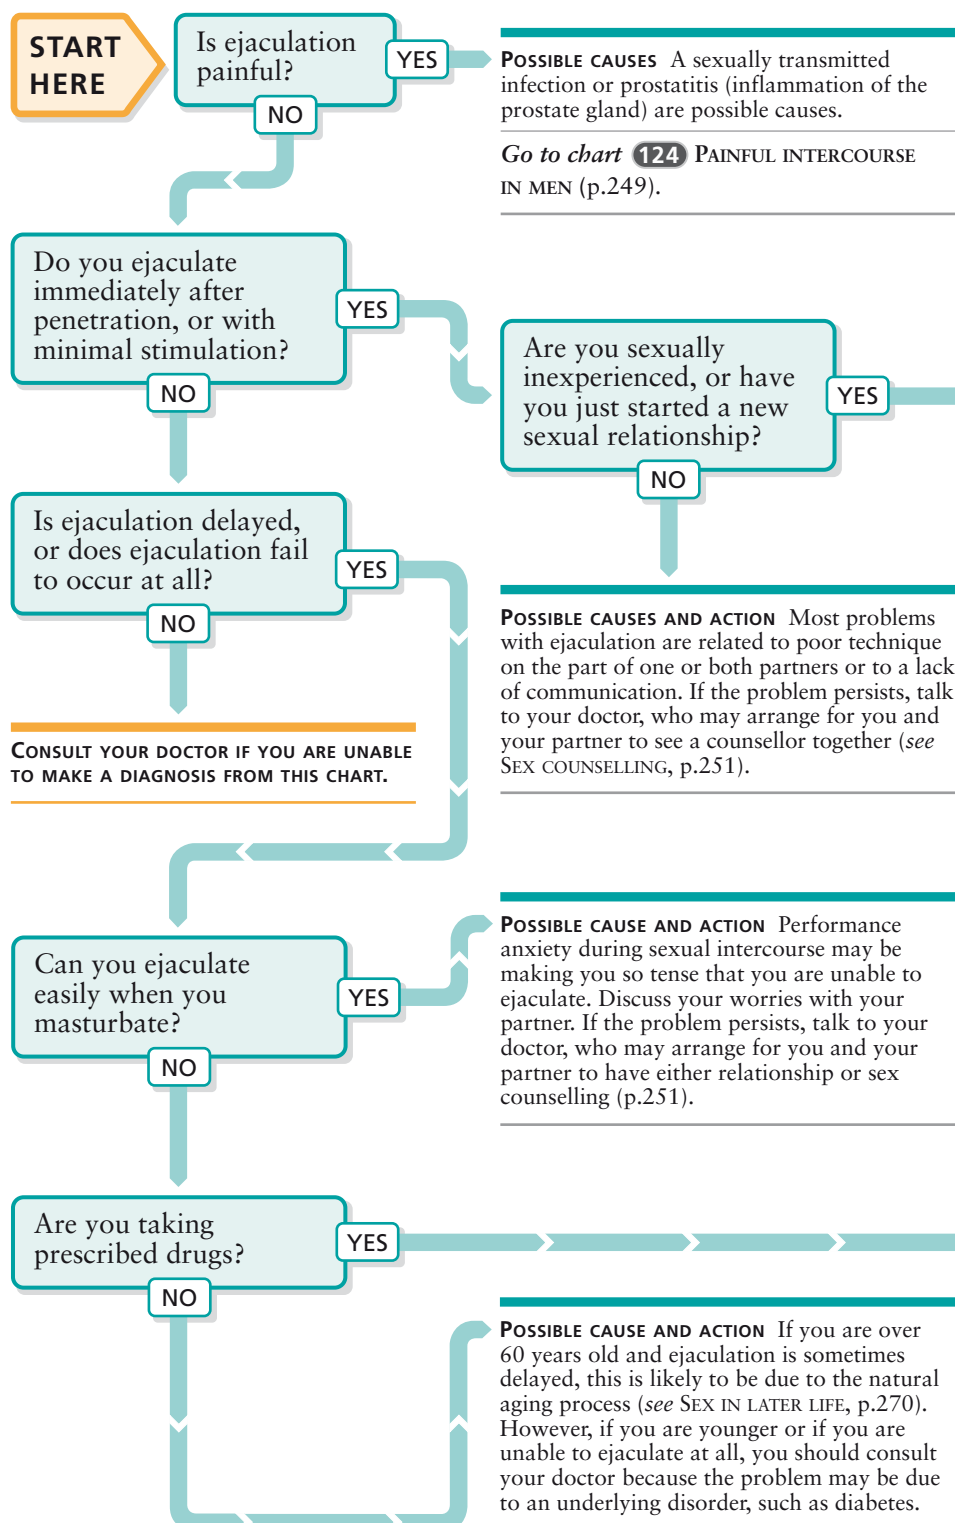 START
HERE
Is ejaculation
painful?
YES
NO
POSSIBLE CAUSES A sexually transmitted
infection or prostatitis (inflammation of the
prostate gland) are possible causes.
Go to chart 124 PAINFUL INTERCOURSE
IN MEN (p.249).
Do you ejaculate
immediately after
penetration, or with
minimal stimulation?
YES
NO
Are you sexually
inexperienced, or have
you just started a new
sexual relationship?
YES
NO
Is ejaculation delayed,
or does ejaculation fail
to occur at all?
YES
NO
POSSIBLE CAUSES AND ACTION Most problems
with ejaculation are related to poor technique
on the part of one or both partners or to a lack
of communication. If the problem persists, talk
to your doctor, who may arrange for you and
your partner to see a counsellor together (see
SEX COUNSELLING, p.251).
CONSULT YOUR DOCTOR IF YOU ARE UNABLE
TO MAKE A DIAGNOSIS FROM THIS CHART.
Can you ejaculate
easily when you
masturbate?
YES
NO
POSSIBLE CAUSE AND ACTION Performance
anxiety during sexual intercourse may be
making you so tense that you are unable to
ejaculate. Discuss your worries with your
partner. If the problem persists, talk to your
doctor, who may arrange for you and your
partner to have either relationship or sex
counselling (p.251).
Are you taking
prescribed drugs?
YES
NO
POSSIBLE CAUSE AND ACTION If you are over
60 years old and ejaculation is sometimes
delayed, this is likely to be due to the natural
aging process (see SEX IN LATER LIFE, p.270).
However, if you are younger or if you are
unable to ejaculate at all, you should consult
your doctor because the problem may be due
to an underlying disorder, such as diabetes.